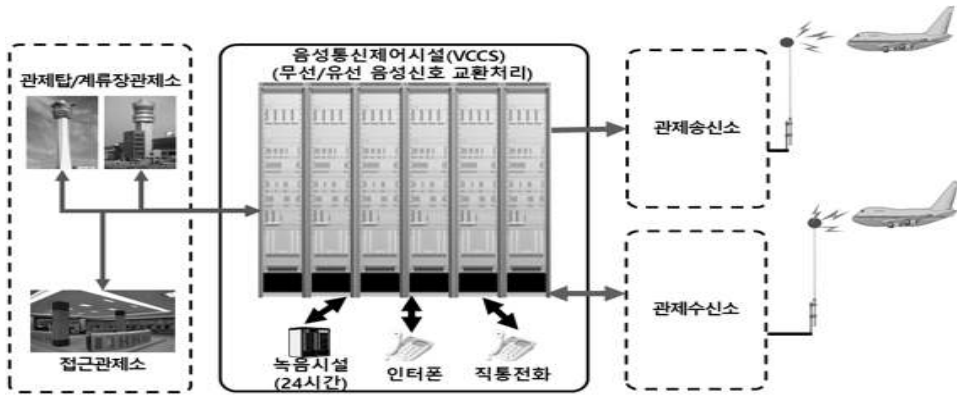 관제탑/계류장관제소
접근관제소
음성통신제어시설(VCCS)
(무선/유선 음성신호 교환처리)
녹음시설
(24시간)
인터폰
직통전화
관제송신소
관제수신소